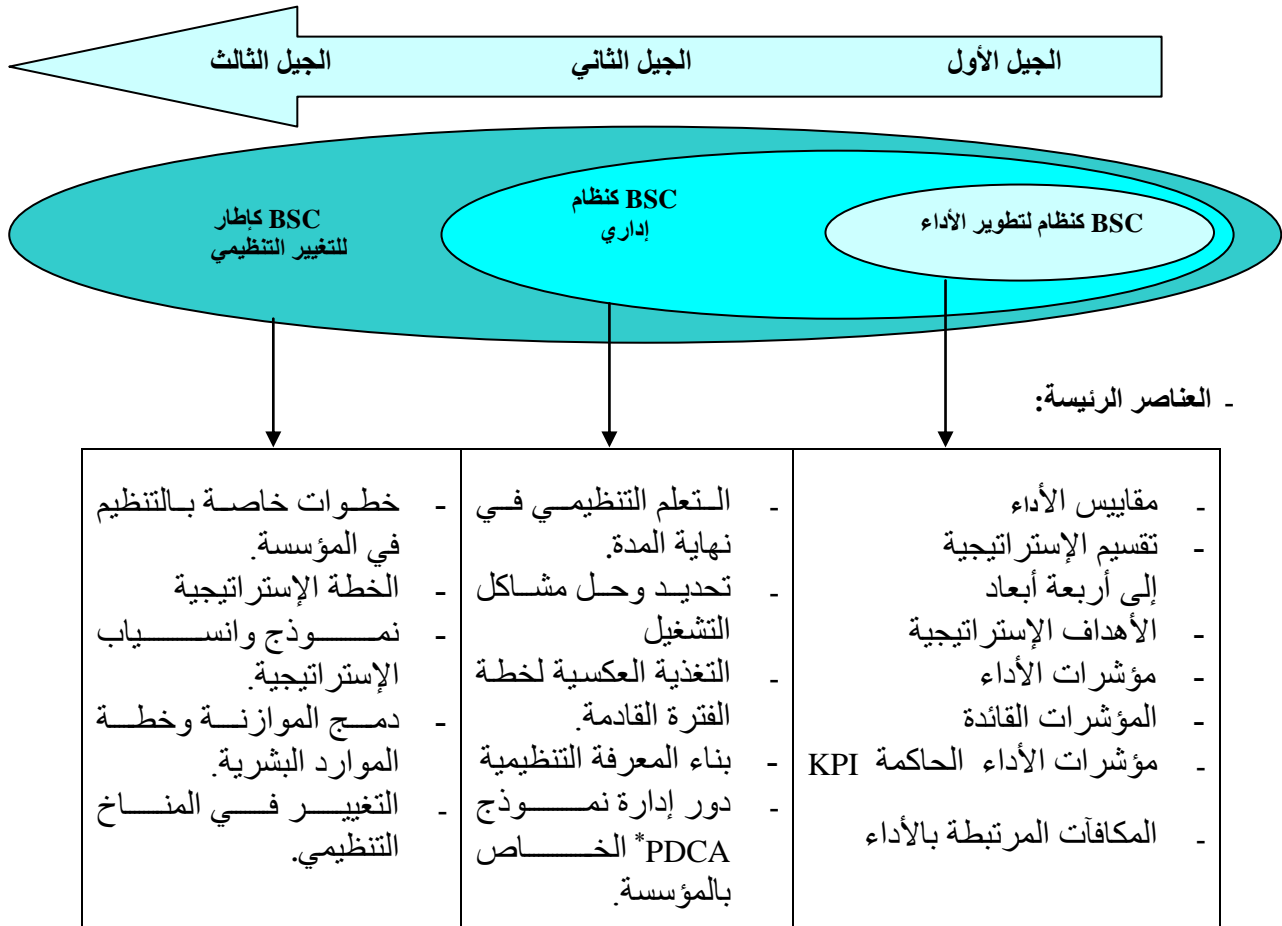 الجيل الأول
الجيل الثاني
الجيل الثالث
BSC كنظام لتطوير الأداء
BSC كنظام
إداري
BSC كإطار
للتغيير التنظيمي
- العناصر الرئيسة:
- مقاييس الأداء
- تقسيم الإستراتيجية
إلى أربعة أبعاد
- الأهداف الإستراتيجية
- مؤشرات الأداء
- المؤشرات القائدة
- مؤشرات الأداء الحاكمة KPI
- المكافآت المرتبطة بالأداء
- التعلم التنظيمي في
نهاية المدة.
- تحديد وحل مشاكل
التشغيل
- التغذية العكسية لخطة
الفترة القادمة.
- بناء المعرفة التنظيمية
- دور إدارة نموذج
PDCA* الخاص
بالمؤسسة.
- خطوات خاصة بالتنظيم
في المؤسسة.
- الخطة الإستراتيجية
- نموذج وانسياب
الإستراتيجية.
- دمج الموازنة وخطة
الموارد البشرية.
- التغيير في المناخ
التنظيمي.